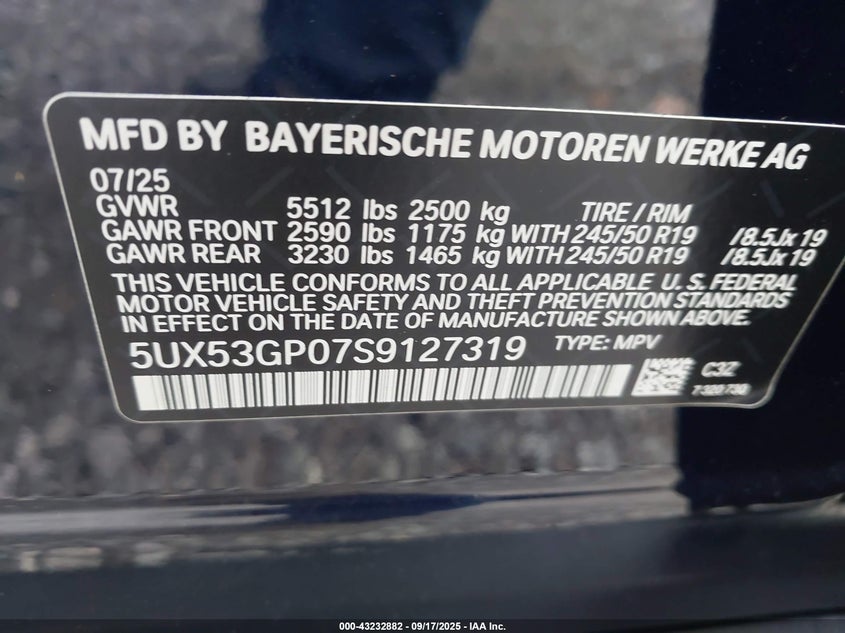 MFD BY BAYERISCHE MOTOREN WERKE AG
07/25
GVWR 5512 lbs 2500 kg TIRE / RIM
GAWR FRONT 2590 lbs 1175 kg WITH 245/50 R19 /8.5Jx19
GAWR REAR 3230 lbs 1465 kg WITH 245/50 R19 /8.5Jx19
THIS VEHICLE CONFORMS TO ALL APPLICABLE U. S. FEDERAL
MOTOR VEHICLE SAFETY AND THEFT PREVENTION STANDARDS
IN EFFECT ON THE DATE OF MANUFACTURE SHOWN ABOVE.
5UX53GP07S9127319 TYPE: MPV
C3Z
000-43232882 - 09/17/2025 - IAA Inc.